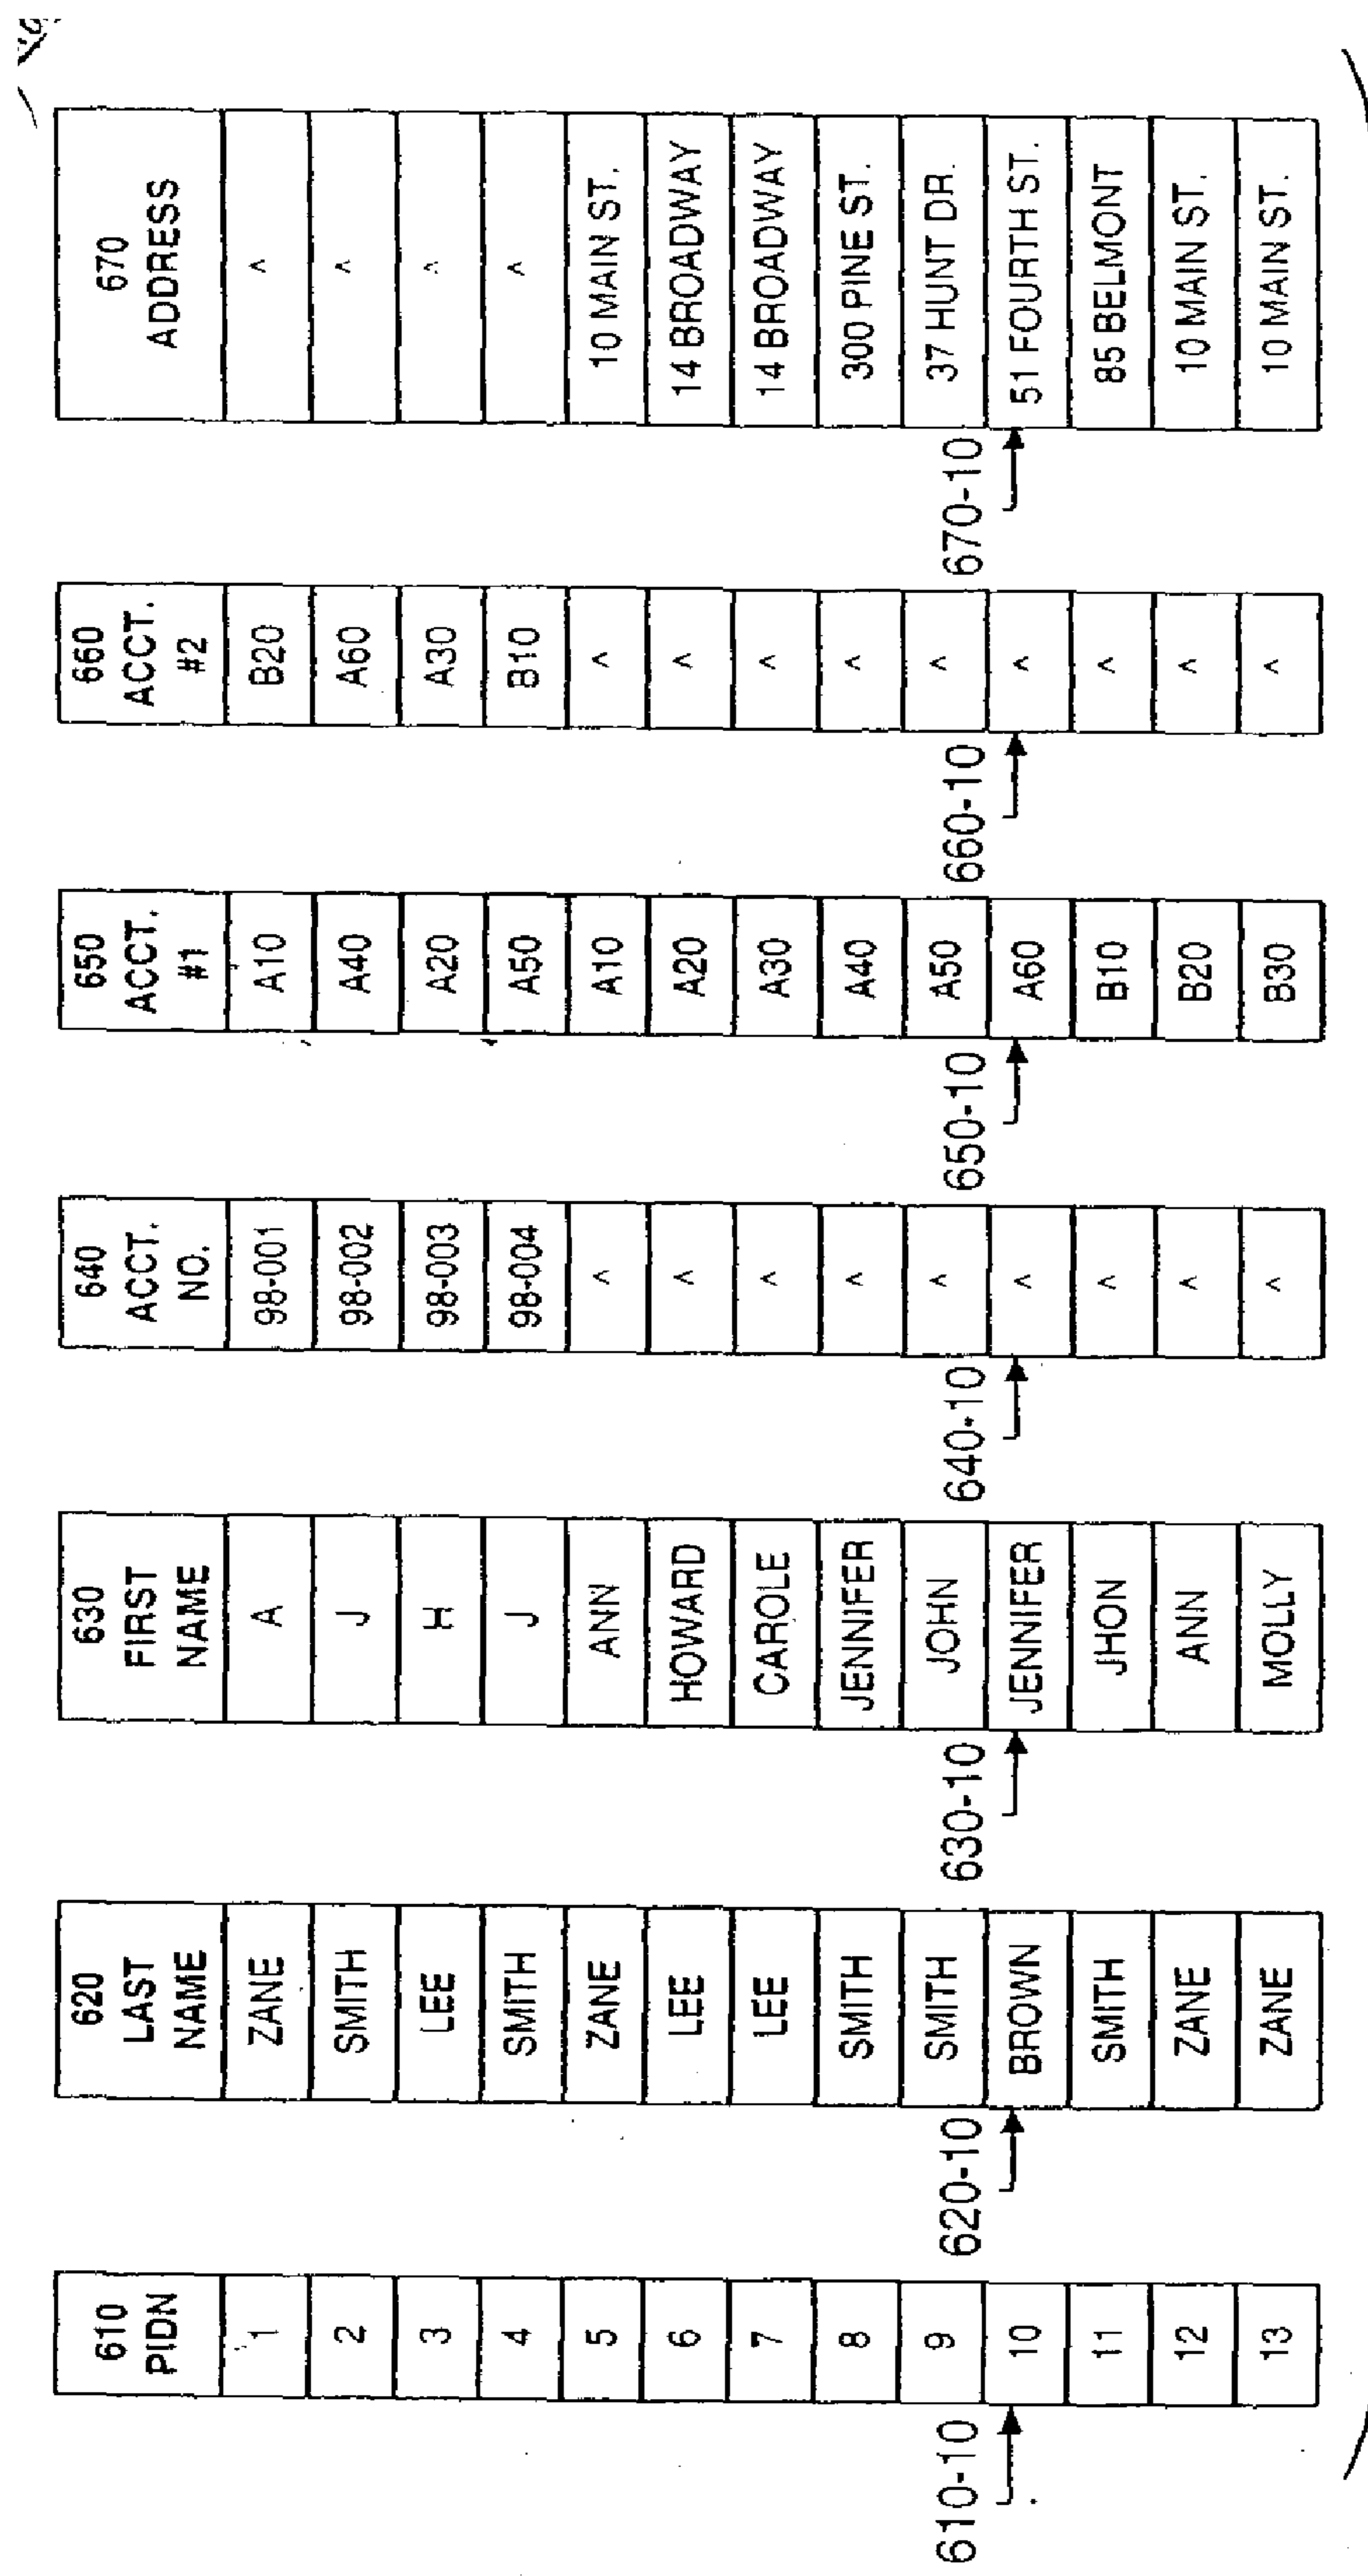 610 620 630 640 650 660 670
PIDN LAST FIRST ACCT. ACCT. ACCT. ADDRESS
NAME NAME NO. #1 #2
1 ZANE A 98-001 A10 B20 ^
2 SMITH J 98-002 A40 A60 ^
3 LEE H 98-003 A20 A30 ^
4 SMITH J 98-004 A50 B10 ^
5 ZANE ANN ^ A10 ^ 10 MAIN ST.
6 LEE HOWARD ^ A20 ^ 14 BROADWAY
7 LEE CAROLE ^ A30 ^ 14 BROADWAY
8 SMITH JENNIFER ^ A40 ^ 300 PINE ST.
9 SMITH JOHN ^ A50 ^ 37 HUNT DR.
610-10 620-10 630-10 640-10 650-10 660-10 670-10
10 BROWN JENNIFER ^ A60 ^ 51 FOURTH ST.
11 SMITH JHON ^ B10 ^ 85 BELMONT
12 ZANE ANN ^ B20 ^ 10 MAIN ST.
13 ZANE MOLLY ^ B30 ^ 10 MAIN ST.